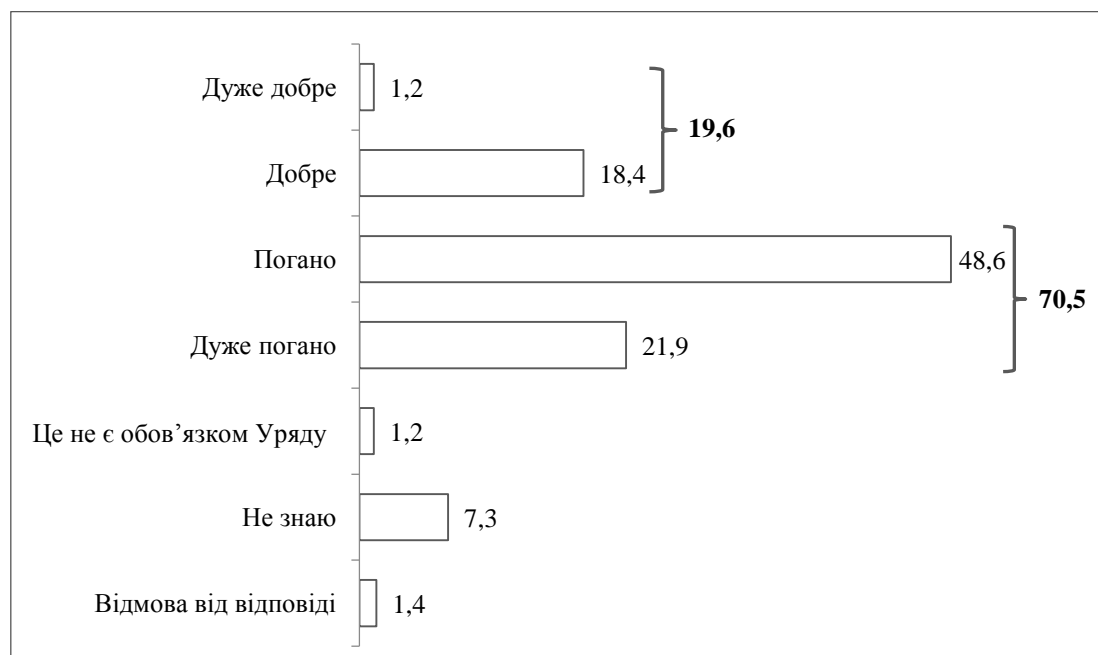 Дуже добре 1,2
19,6
Добре 18,4
Погано 48,6
70,5
Дуже погано 21,9
Це не є обов’язком Уряду 1,2
Не знаю 7,3
Відмова від відповіді 1,4